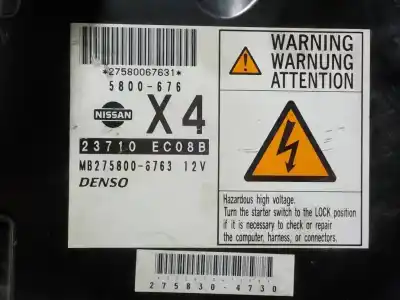 *27580067631*
5800-676
NISSAN
X4
23710 EC08B
MB275800-6763 12V
DENSO
WARNING
WARNUNG
ATTENTION
Hazardous high voltage.
Turn the starter switch to the LOCK position
if it is necessary to check or repair
the computer, harness, or connectors.
275830-4730